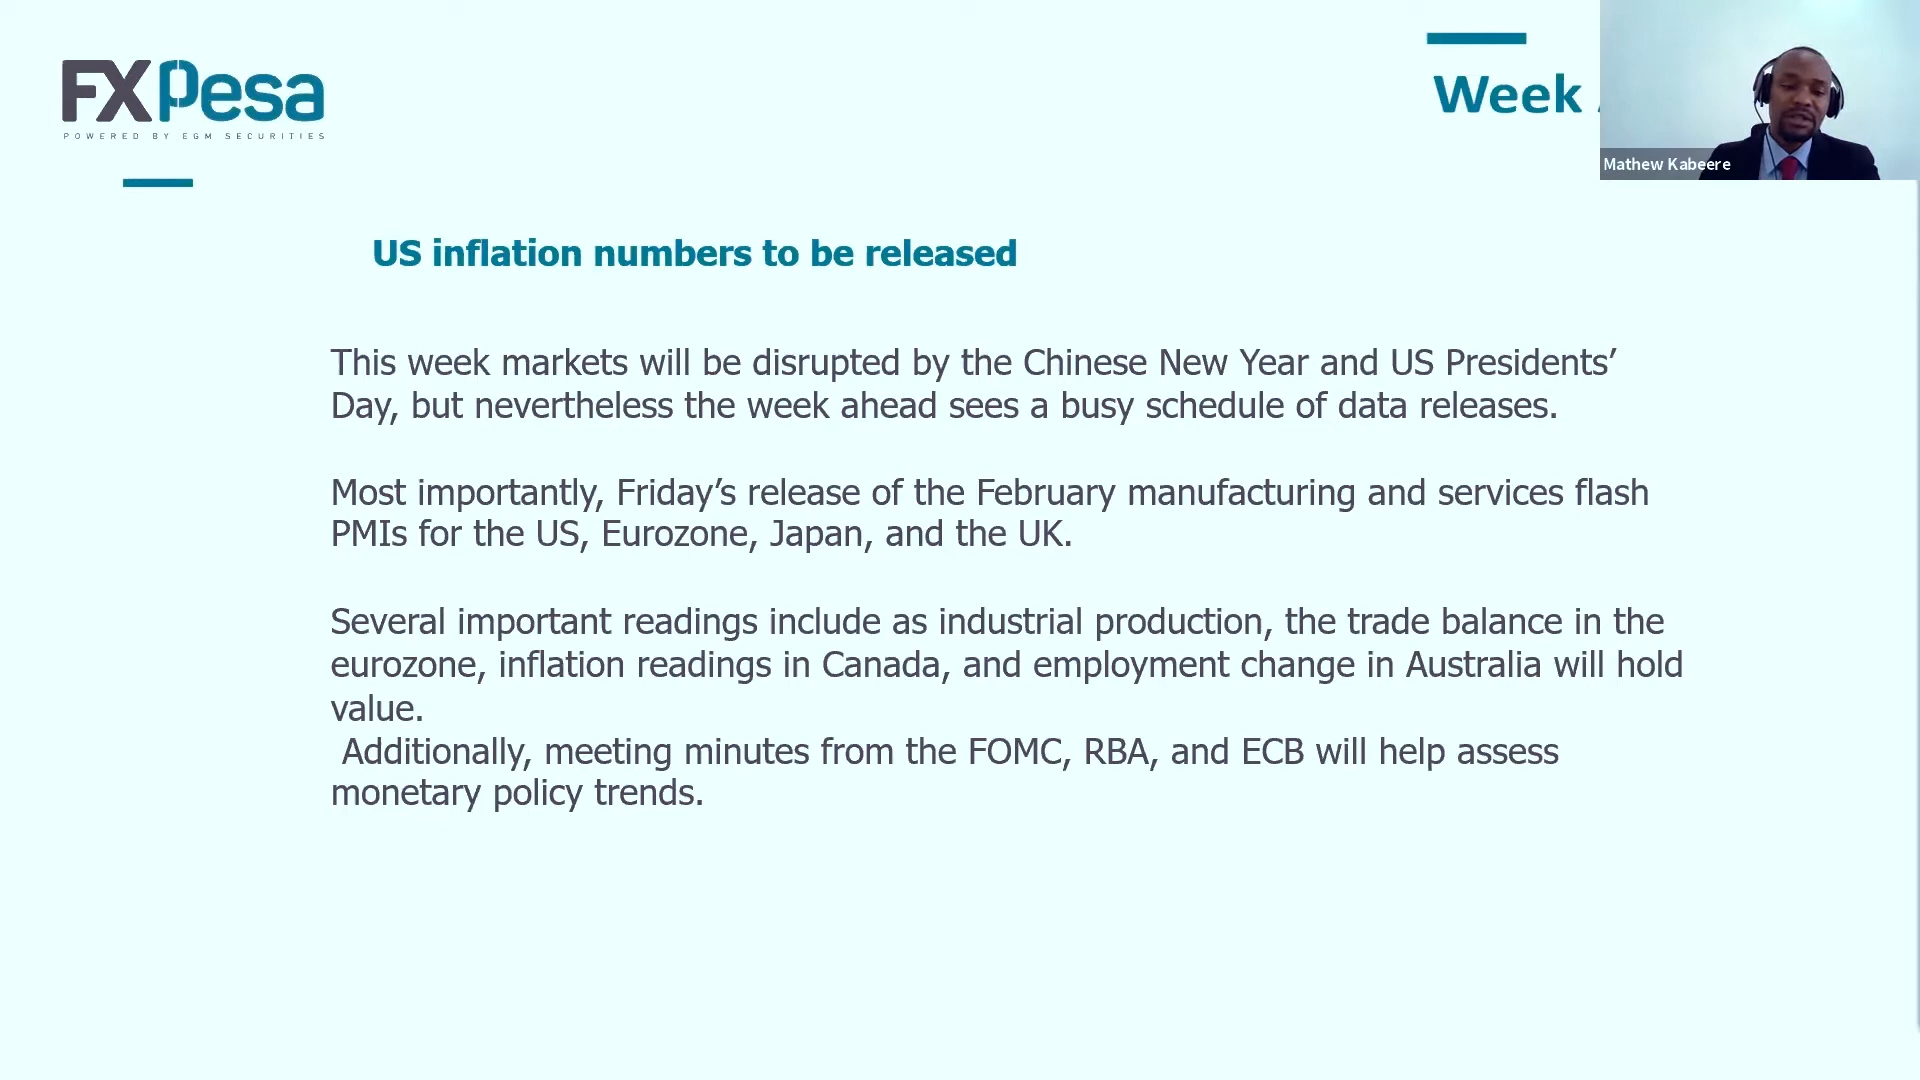 FXPesa
POWERED BY EGM SECURITIES
Week
Mathew Kabeere
US inflation numbers to be released
This week markets will be disrupted by the Chinese New Year and US Presidents’
Day, but nevertheless the week ahead sees a busy schedule of data releases.
Most importantly, Friday’s release of the February manufacturing and services flash
PMIs for the US, Eurozone, Japan, and the UK.
Several important readings include as industrial production, the trade balance in the
eurozone, inflation readings in Canada, and employment change in Australia will hold
value.
Additionally, meeting minutes from the FOMC, RBA, and ECB will help assess
monetary policy trends.